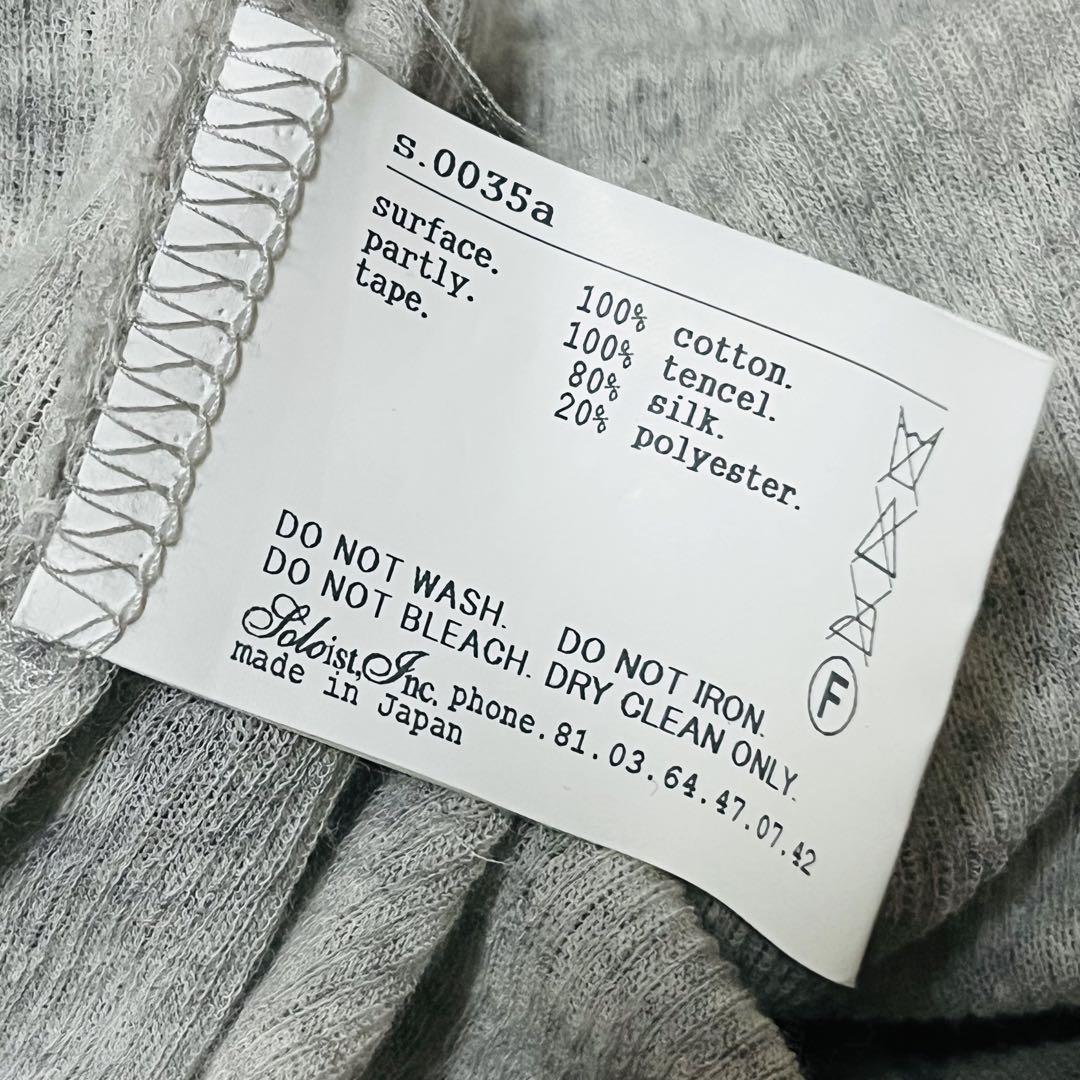 s.0035a
surface. 100% cotton.
partly. 100% tencel.
tape. 80% silk.
20% polyester.
DO NOT WASH. DO NOT IRON.
DO NOT BLEACH. DRY CLEAN ONLY.
Soloist,Inc. phone.81.03.64.47.07.42
made in Japan
F